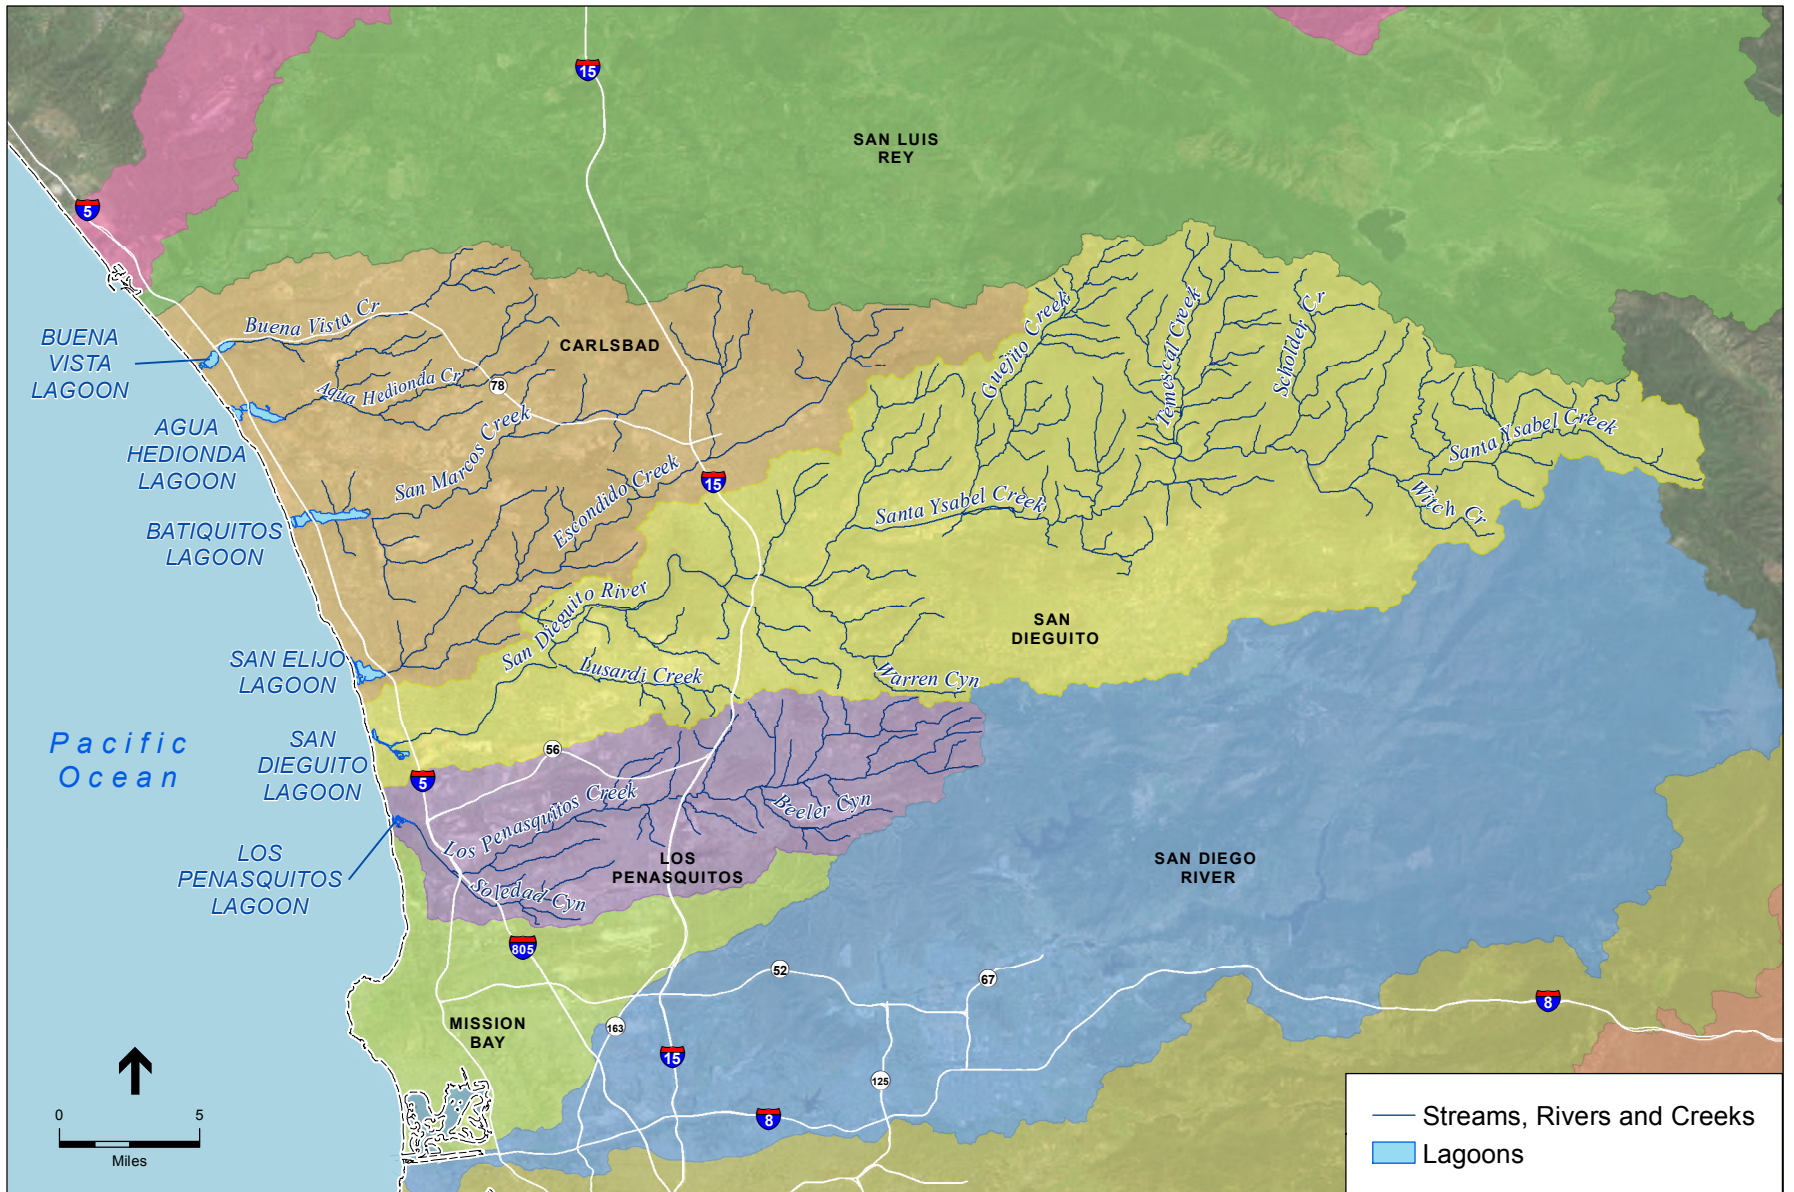 15
SAN LUIS
REY
5
Buena Vista Cr
BUENA
VISTA
LAGOON
CARLSBAD
Agua Hedionda Cr
78
Guejito Creek
Temescal Creek
Scholder Cr
AGUA
HEDIONDA
LAGOON
San Marcos Creek
Santa Ysabel Creek
Escondido Creek
15
Santa Ysabel Creek
Witch Cr
BATIQUITOS
LAGOON
San Dieguito River
SAN
DIEGUITO
SAN ELIJO
LAGOON
Lusardi Creek
Warren Cyn
Pacific
Ocean
SAN
DIEGUITO
LAGOON
56
5
Los Penasquitos Creek
Beeler Cyn
LOS
PENASQUITOS
LAGOON
LOS
PENASQUITOS
SAN DIEGO
RIVER
Soledad Cyn
805
52
67
8
MISSION
BAY
163
15
125
8
0 5
Miles
Streams, Rivers and Creeks
Lagoons